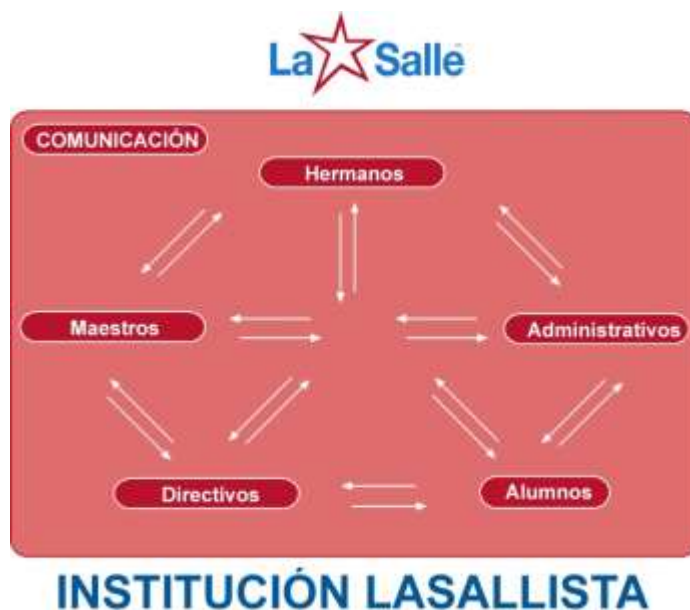 La Salle
COMUNICACIÓN
Hermanos
Maestros
Administrativos
Directivos
Alumnos
INSTITUCIÓN LASALLISTA